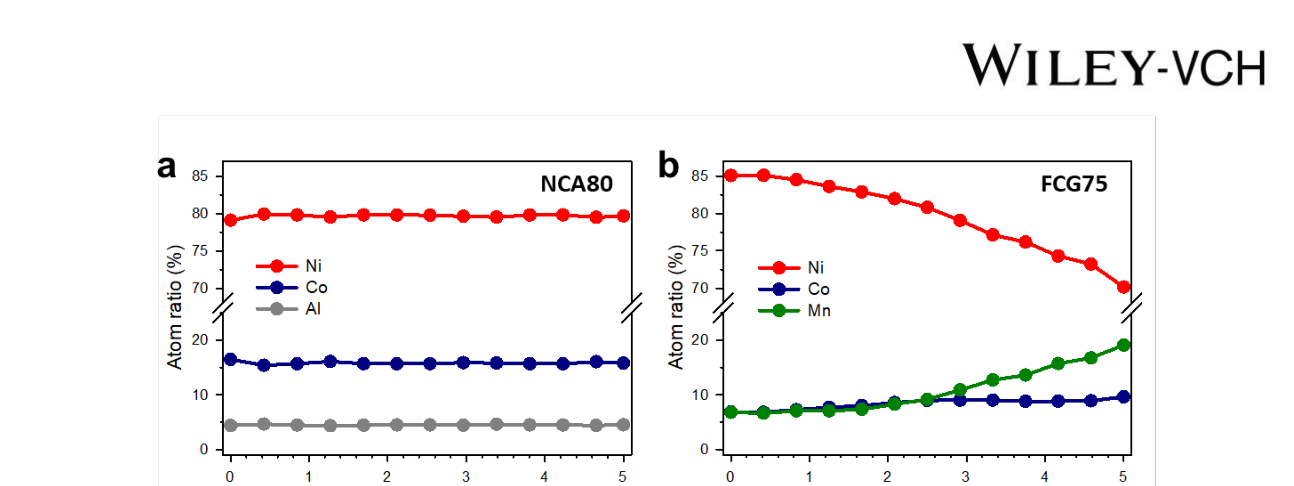 WILEY-VCH
a
NCA80
85
80
75
70
20
10
0
Atom ratio (%)
Ni
Co
Al
0 1 2 3 4 5
b
FCG75
85
80
75
70
20
10
0
Atom ratio (%)
Ni
Co
Mn
0 1 2 3 4 5